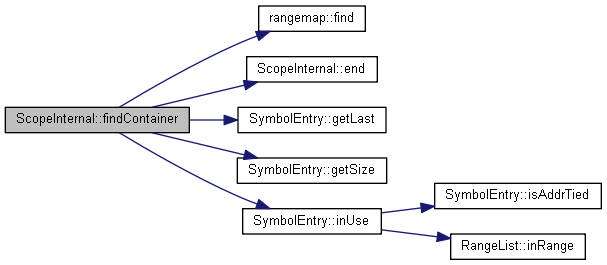 rangemap::find
ScopeInternal::end
ScopeInternal::findContainer
SymbolEntry::getLast
SymbolEntry::getSize
SymbolEntry::isAddrTied
SymbolEntry::inUse
RangeList::inRange